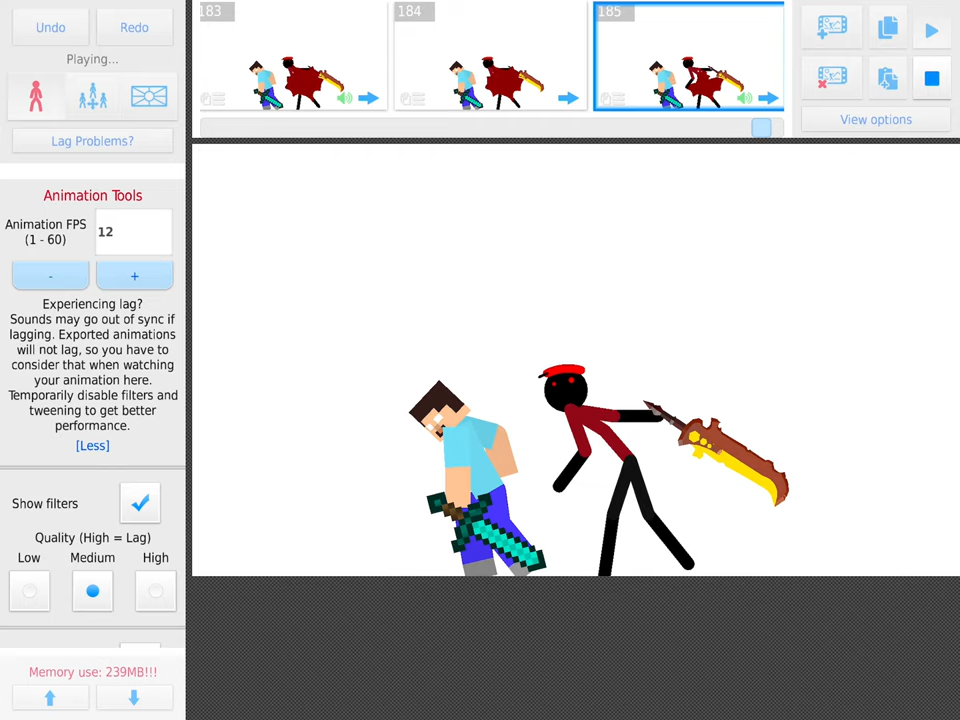 Undo
Redo
Playing...
Lag Problems?
Animation Tools
Animation FPS
(1 - 60)
12
-
+
Experiencing lag?
Sounds may go out of sync if
lagging. Exported animations
will not lag, so you have to
consider that when watching
your animation here.
Temporarily disable filters and
tweening to get better
performance.
[Less]
Show filters
Quality (High = Lag)
Low
Medium
High
Memory use: 239MB!!!
183
184
185
View options